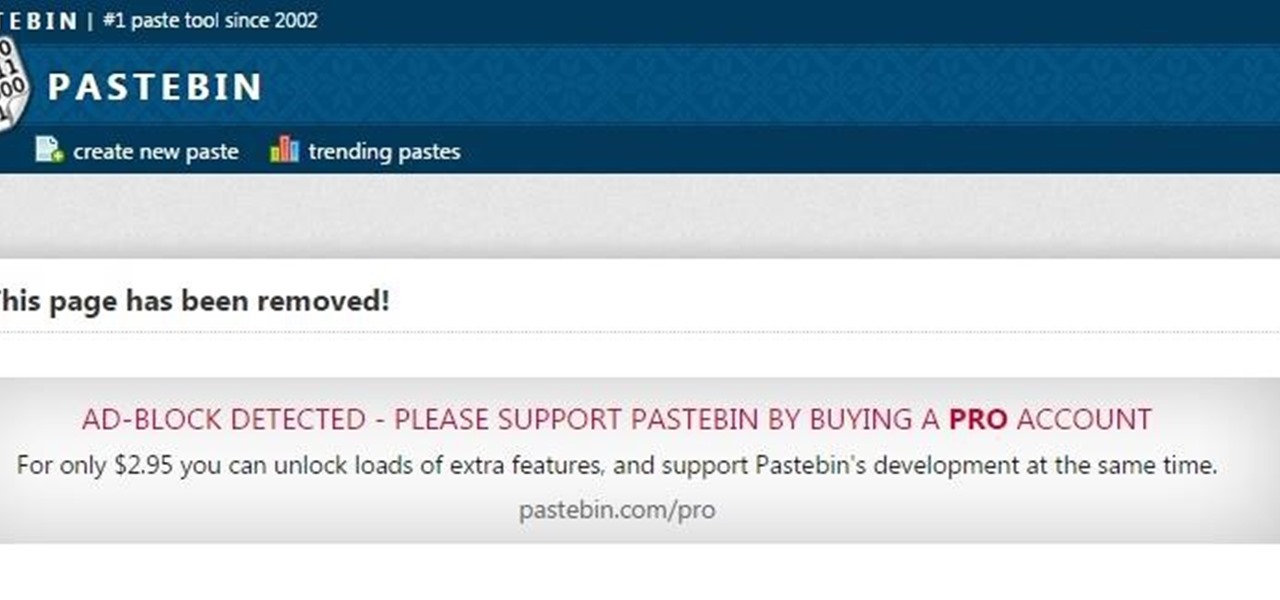 TEBIN | #1 paste tool since 2002
PASTEBIN
create new paste trending pastes
his page has been removed!
AD-BLOCK DETECTED - PLEASE SUPPORT PASTEBIN BY BUYING A PRO ACCOUNT
For only $2.95 you can unlock loads of extra features, and support Pastebin's development at the same time.
pastebin.com/pro